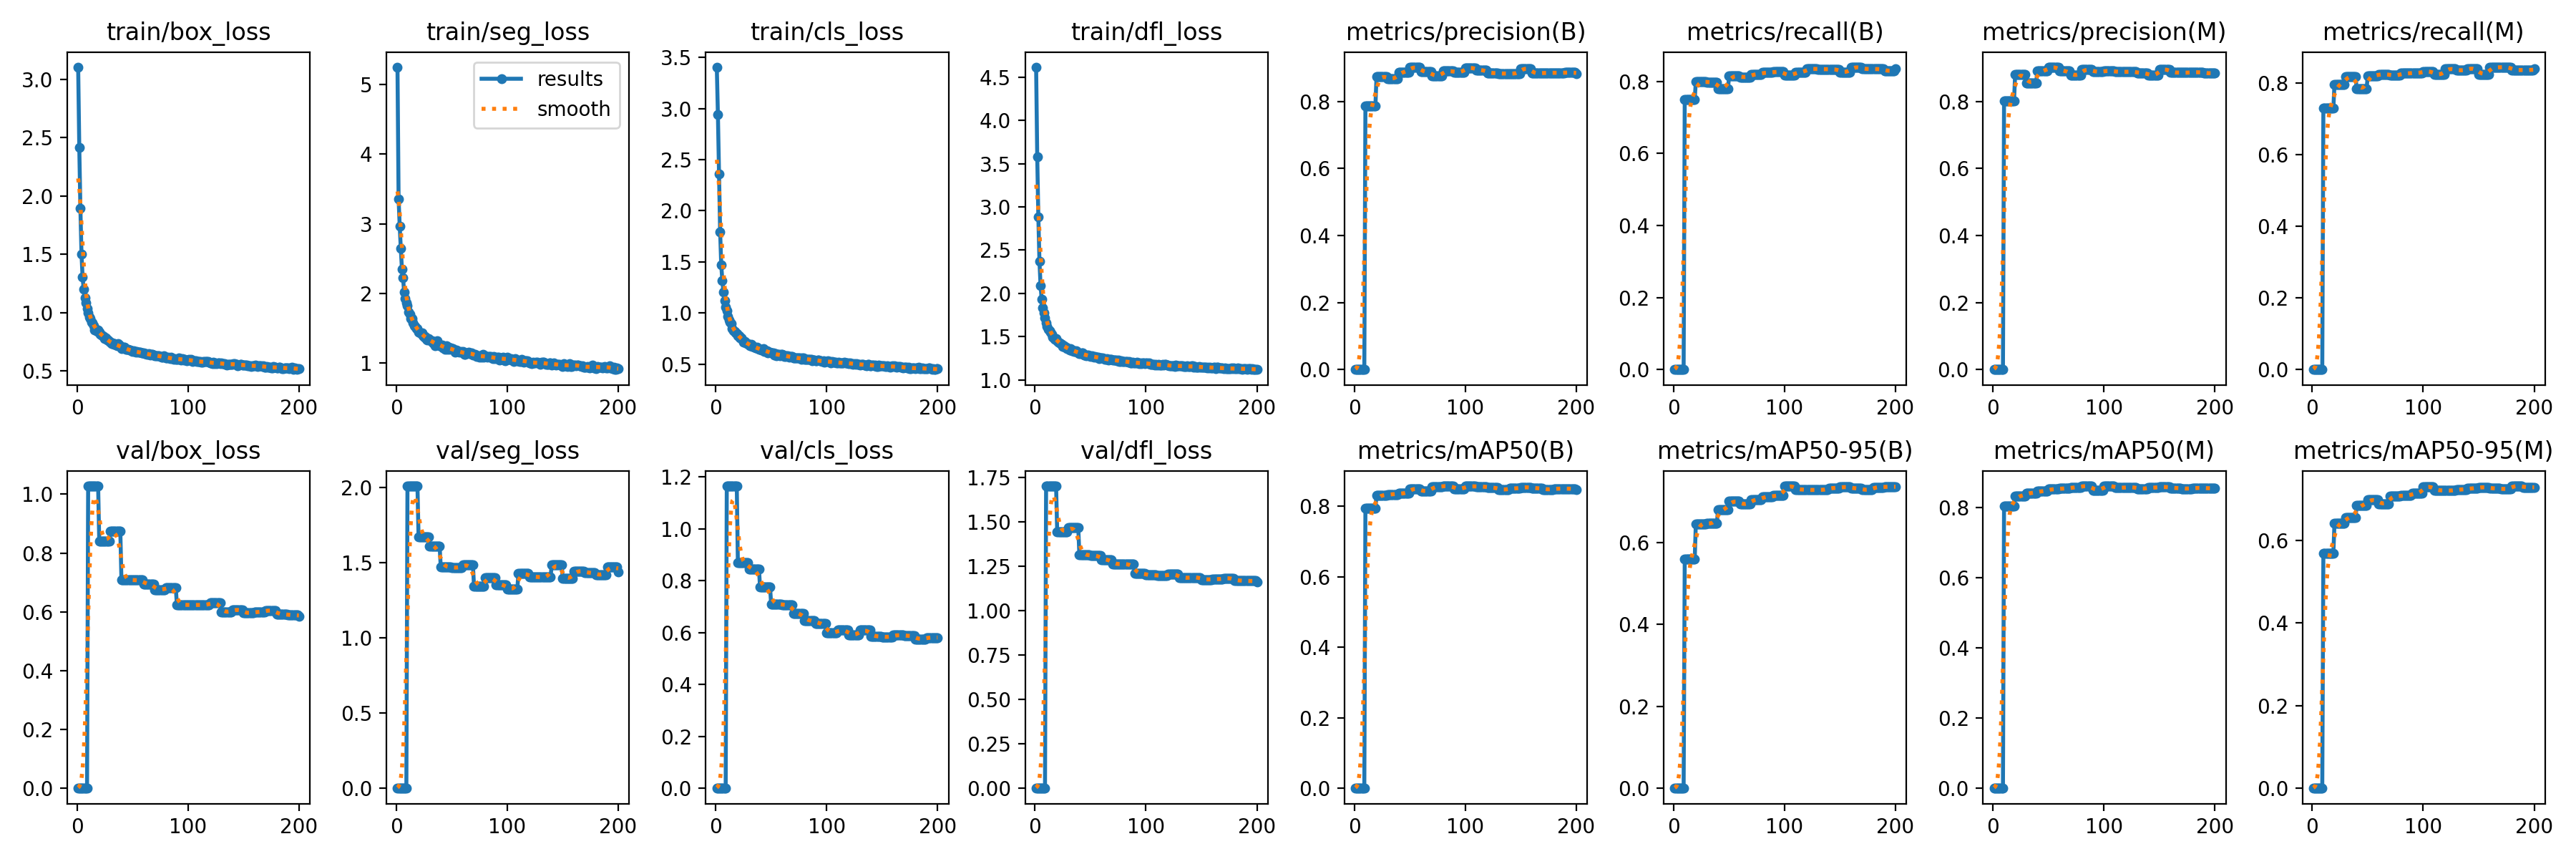 train/box_loss
3.0
2.5
2.0
1.5
1.0
0.5
0 100 200
train/seg_loss
results
smooth
5
4
3
2
1
0 100 200
train/cls_loss
3.5
3.0
2.5
2.0
1.5
1.0
0.5
0 100 200
train/dfl_loss
4.5
4.0
3.5
3.0
2.5
2.0
1.5
1.0
0 100 200
metrics/precision(B)
0.8
0.6
0.4
0.2
0.0
0 100 200
metrics/recall(B)
0.8
0.6
0.4
0.2
0.0
0 100 200
metrics/precision(M)
0.8
0.6
0.4
0.2
0.0
0 100 200
metrics/recall(M)
0.8
0.6
0.4
0.2
0.0
0 100 200
val/box_loss
1.0
0.8
0.6
0.4
0.2
0.0
0 100 200
val/seg_loss
2.0
1.5
1.0
0.5
0.0
0 100 200
val/cls_loss
1.2
1.0
0.8
0.6
0.4
0.2
0.0
0 100 200
val/dfl_loss
1.75
1.50
1.25
1.00
0.75
0.50
0.25
0.00
0 100 200
metrics/mAP50(B)
0.8
0.6
0.4
0.2
0.0
0 100 200
metrics/mAP50-95(B)
0.6
0.4
0.2
0.0
0 100 200
metrics/mAP50(M)
0.8
0.6
0.4
0.2
0.0
0 100 200
metrics/mAP50-95(M)
0.6
0.4
0.2
0.0
0 100 200